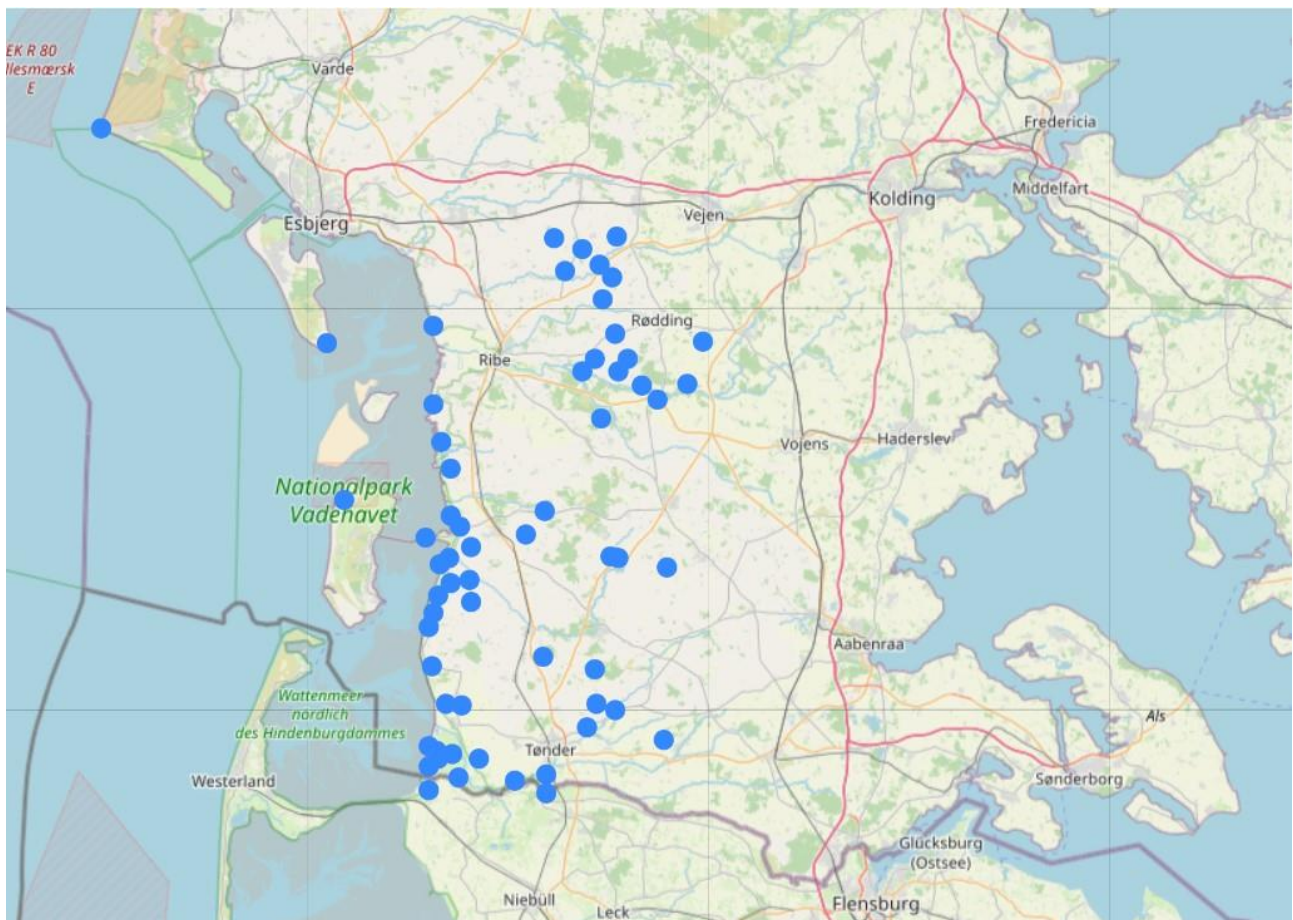 EK R 80
llesmærsk
E
Varde
Fredericia
Middelfart
Kolding
Vejen
Esbjerg
Rødding
Ribe
Vojens
Haderslev
Nationalpark
Vadehavet
Aabenraa
Wattenmeer
nördlich
des Hindenburgdammes
Als
Tønder
Westerland
Sønderborg
Glücksburg
(Ostsee)
Niebüll
Leck
Flensburg